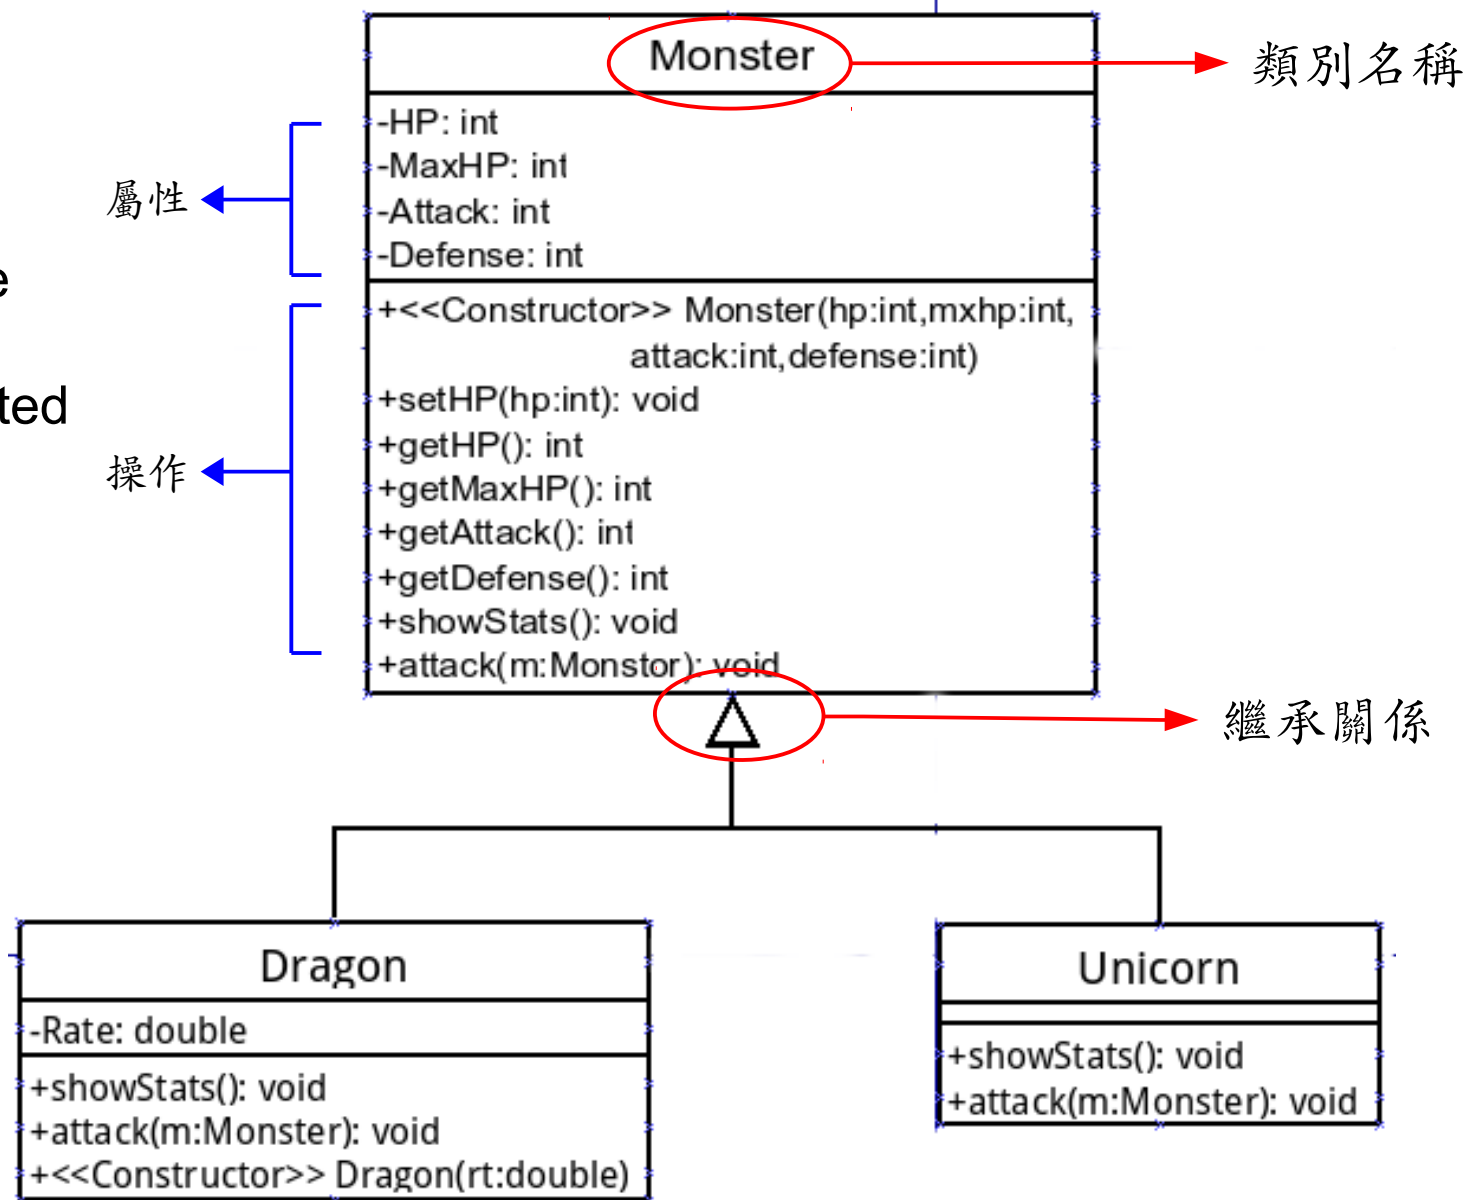 Monster
類別名稱
-HP: int
-MaxHP: int
-Attack: int
-Defense: int
屬性
+<<Constructor>> Monster(hp:int,mxhp:int,
attack:int,defense:int)
+setHP(hp:int): void
+getHP(): int
+getMaxHP(): int
+getAttack(): int
+getDefense(): int
+showStats(): void
+attack(m:Monstor): void
操作
繼承關係
Dragon
-Rate: double
+showStats(): void
+attack(m:Monster): void
+<<Constructor>> Dragon(rt:double)
Unicorn
+showStats(): void
+attack(m:Monster): void